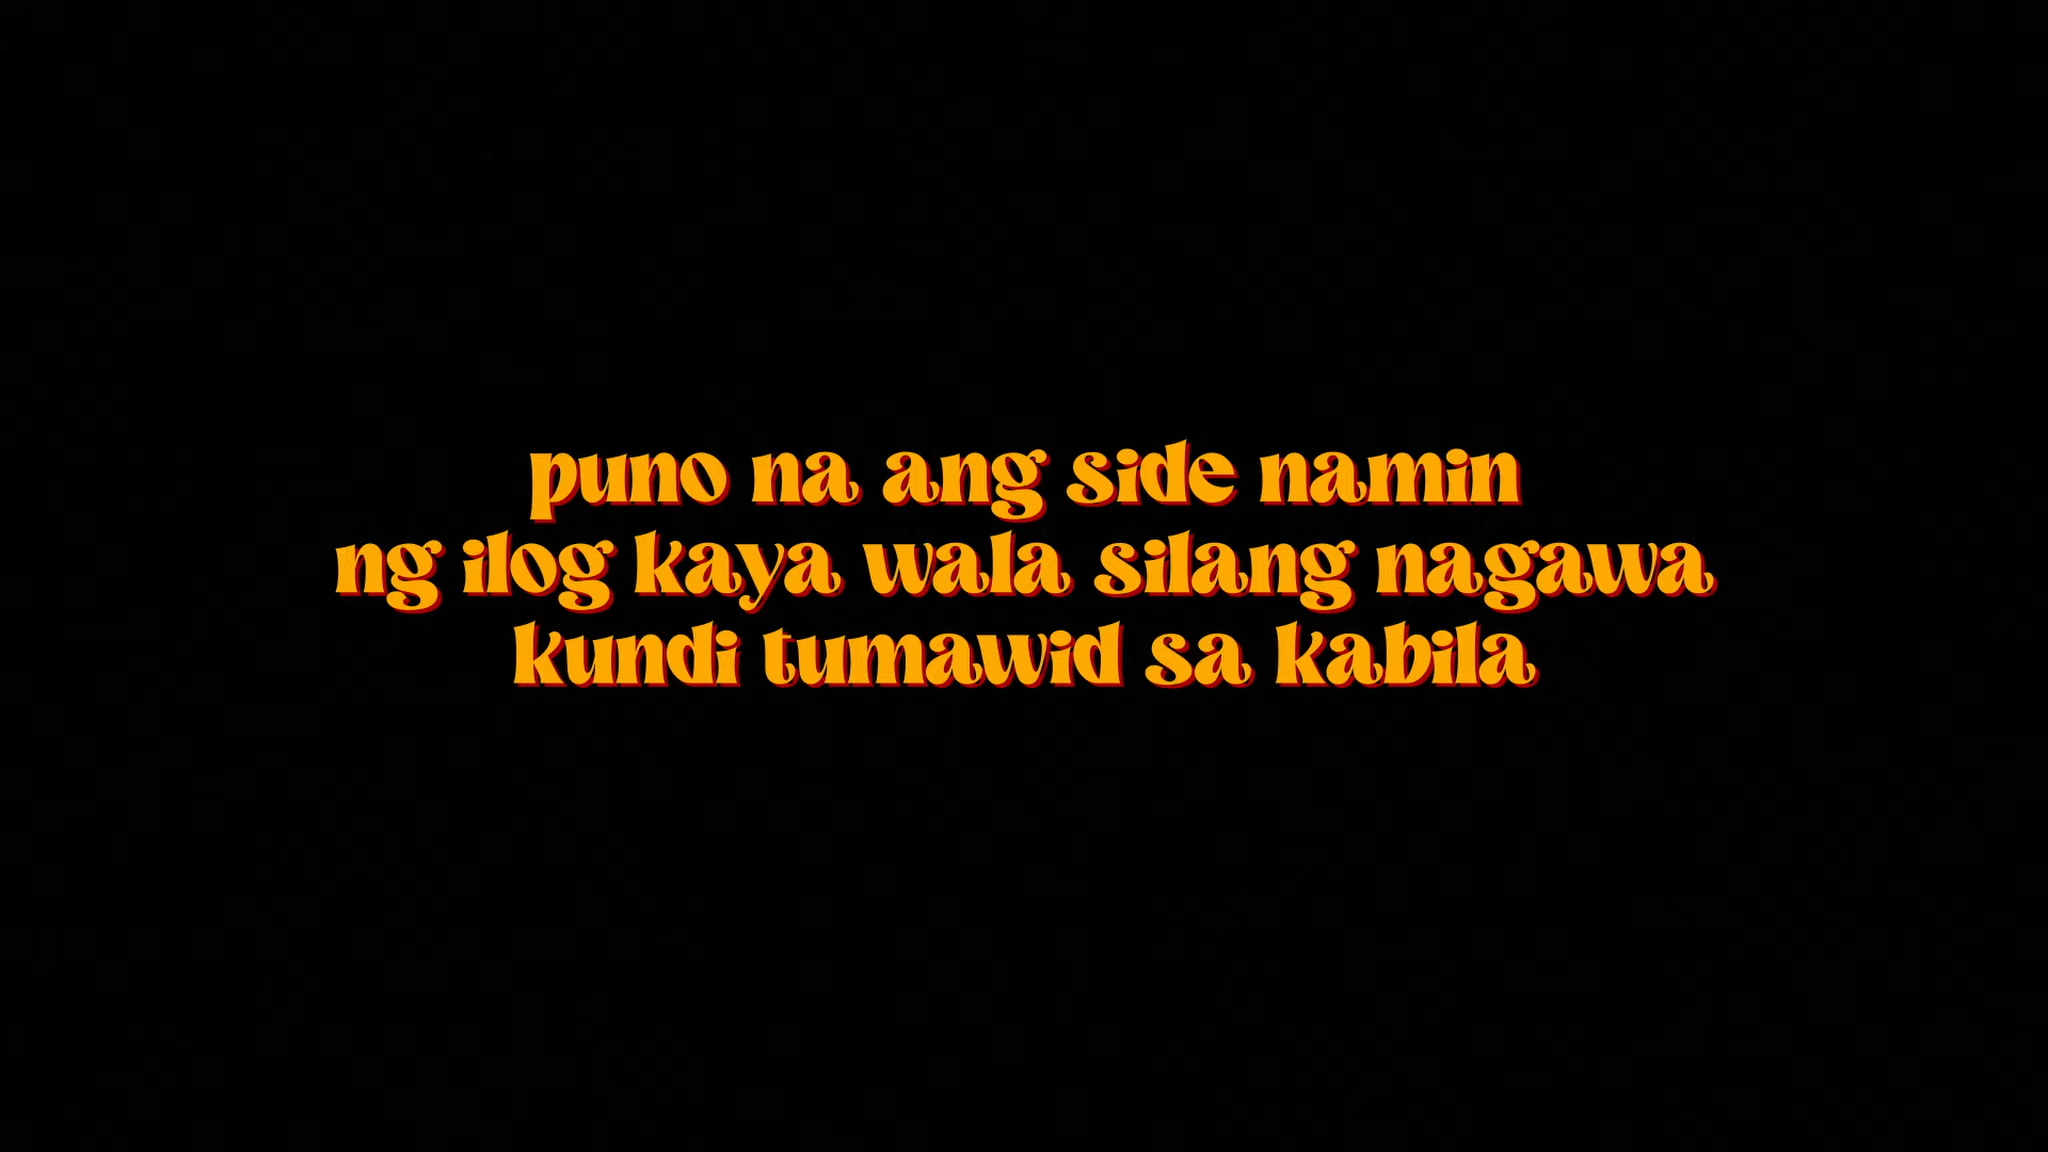 puno na ang side namin
ng ilog kaya wala silang nagawa
kundi tumawid sa kabila